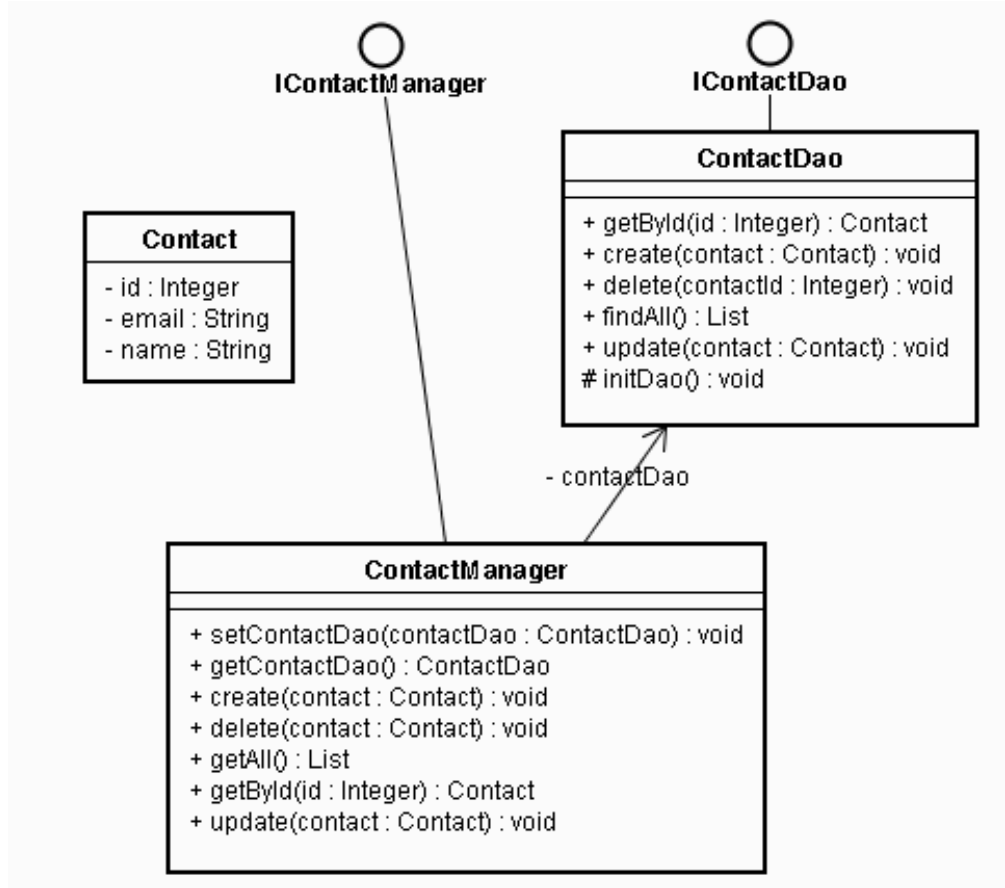 IContactManager
IContactDao
ContactDao
+ getById(id : Integer) : Contact
+ create(contact : Contact) : void
+ delete(contactId : Integer) : void
+ findAll() : List
+ update(contact : Contact) : void
# initDao() : void
Contact
- id : Integer
- email : String
- name : String
- contactDao
ContactManager
+ setContactDao(contactDao : ContactDao) : void
+ getContactDao() : ContactDao
+ create(contact : Contact) : void
+ delete(contact : Contact) : void
+ getAll() : List
+ getById(id : Integer) : Contact
+ update(contact : Contact) : void